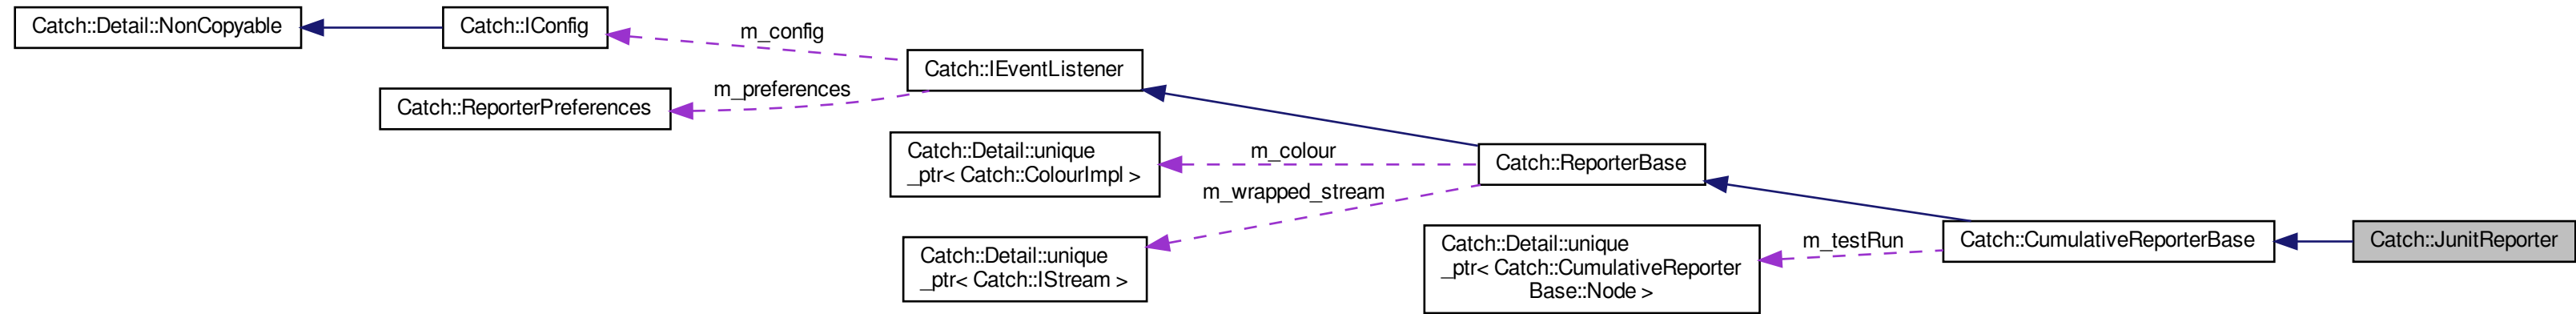 Catch::Detail::NonCopyable
Catch::IConfig
m_config
Catch::IEventListener
Catch::ReporterPreferences
m_preferences
Catch::Detail::unique
_ptr< Catch::ColourImpl >
m_colour
Catch::ReporterBase
m_wrapped_stream
Catch::Detail::unique
_ptr< Catch::IStream >
Catch::Detail::unique
_ptr< Catch::CumulativeReporter
Base::Node >
m_testRun
Catch::CumulativeReporterBase
Catch::JunitReporter